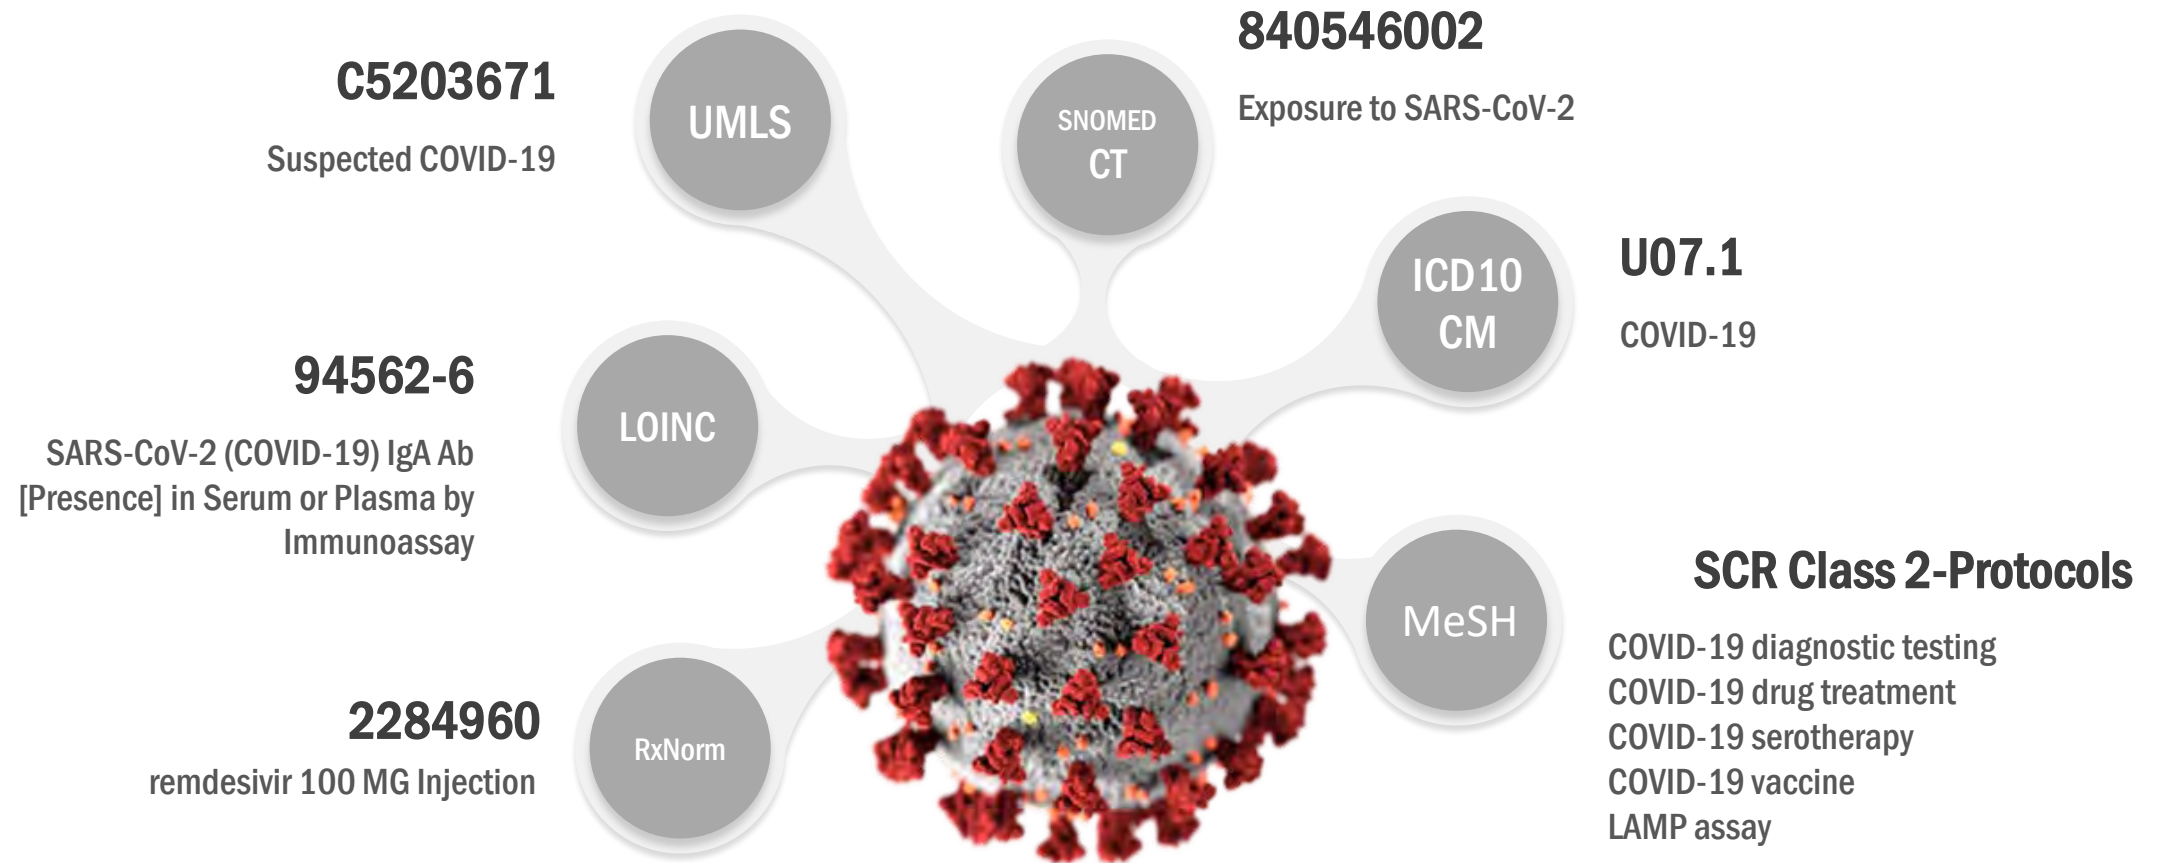 C5203671
Suspected COVID-19
UMLS
SNOMED
CT
840546002
Exposure to SARS-CoV-2
ICD10
CM
U07.1
COVID-19
94562-6
SARS-CoV-2 (COVID-19) IgA Ab
[Presence] in Serum or Plasma by
Immunoassay
LOINC
MeSH
SCR Class 2-Protocols
COVID-19 diagnostic testing
COVID-19 drug treatment
COVID-19 serotherapy
COVID-19 vaccine
LAMP assay
2284960
remdesivir 100 MG Injection
RxNorm